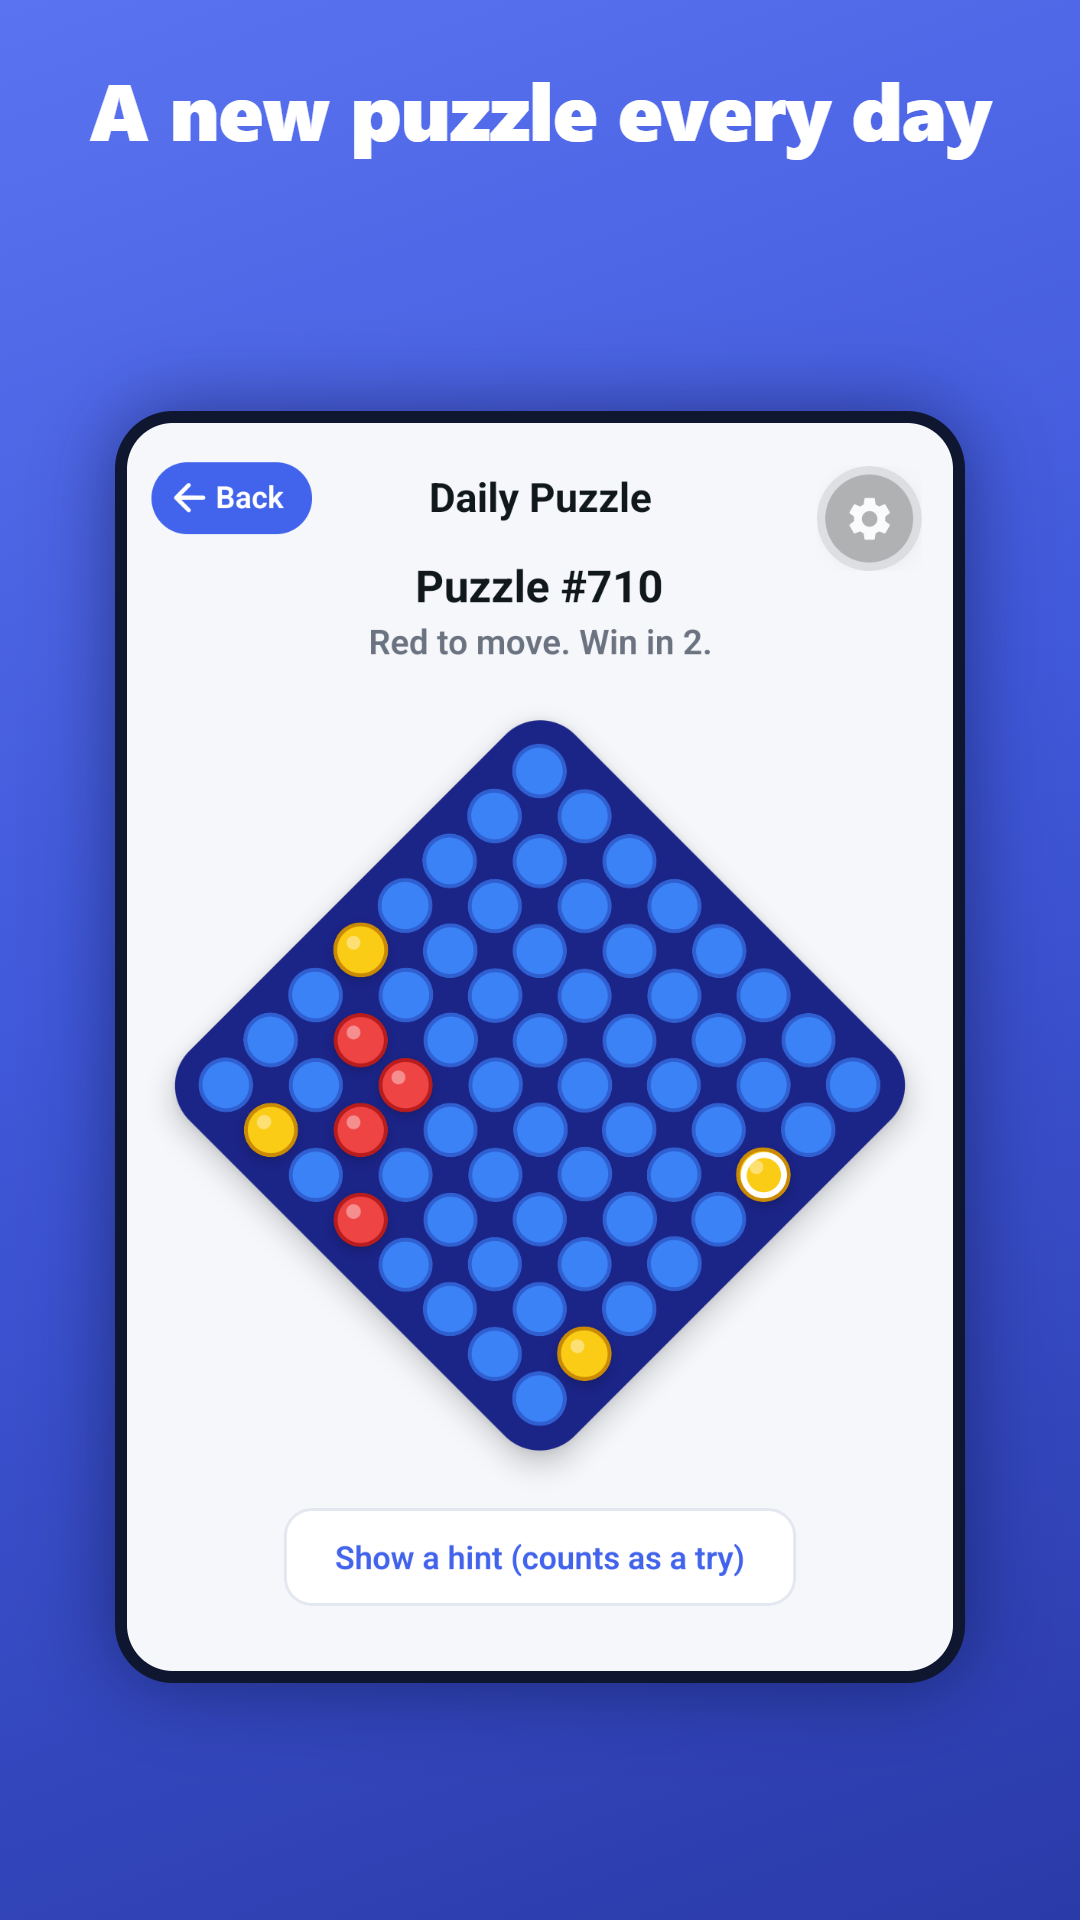 A new puzzle every day
Back
Daily Puzzle
Puzzle #710
Red to move. Win in 2.
Show a hint (counts as a try)